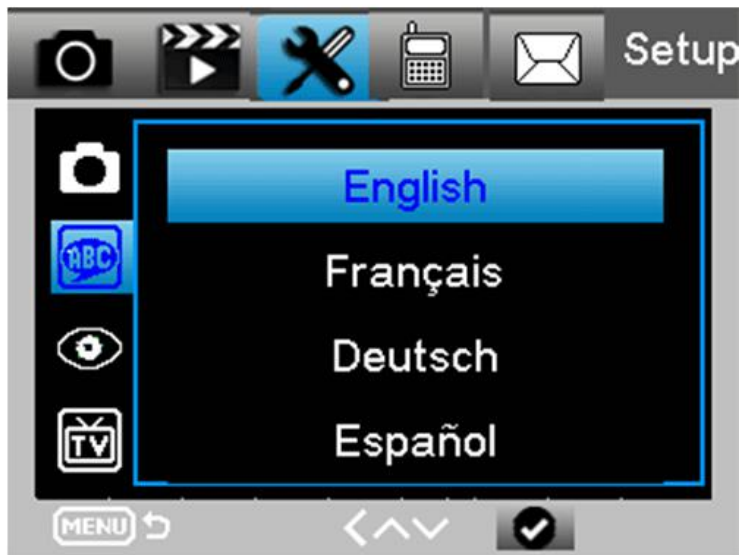 Setup
English
ABC
Français
Deutsch
TV
Español
MENU